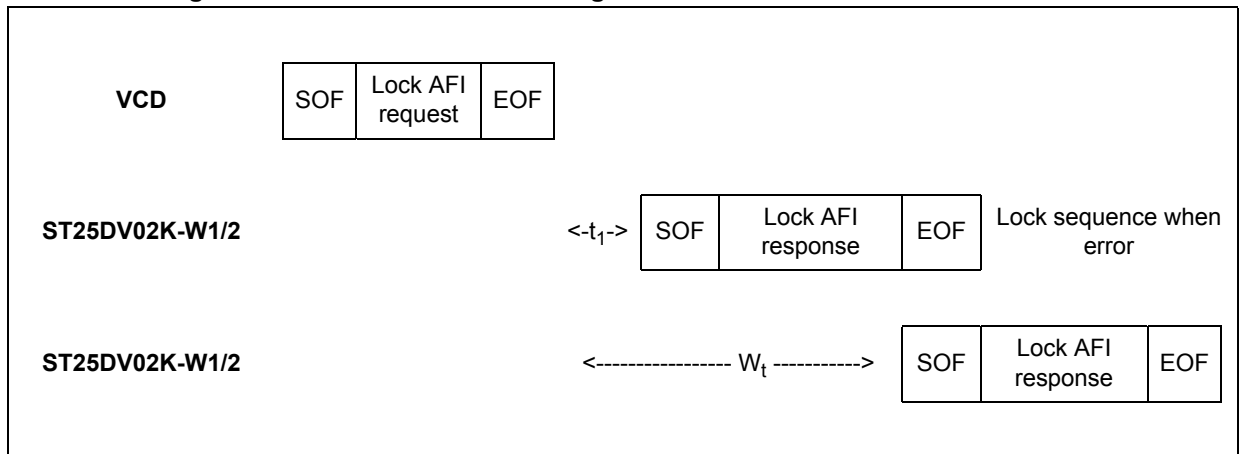 VCD SOF Lock AFI request EOF
ST25DV02K-W1/2 <-t1-> SOF Lock AFI response EOF Lock sequence when error
ST25DV02K-W1/2 <----------------- Wt -----------> SOF Lock AFI response EOF